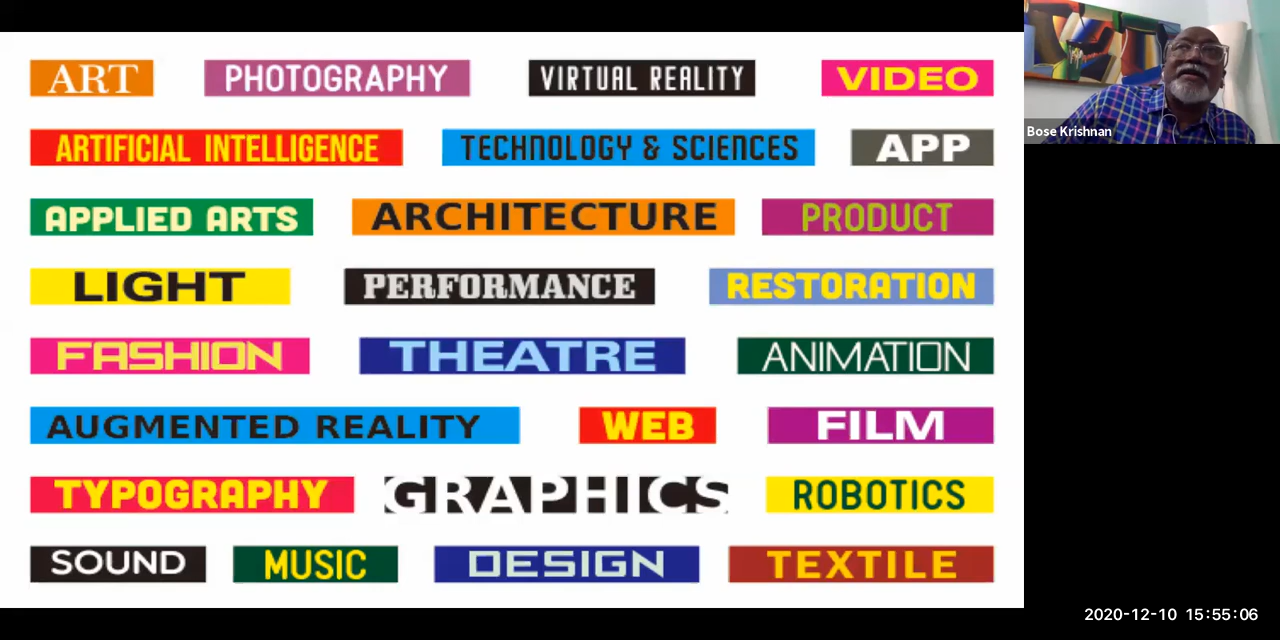 ART PHOTOGRAPHY VIRTUAL REALITY VIDEO
Bose Krishnan
ARTIFICIAL INTELLIGENCE TECHNOLOGY & SCIENCES APP
APPLIED ARTS ARCHITECTURE PRODUCT
LIGHT PERFORMANCE RESTORATION
FASHION THEATRE ANIMATION
AUGMENTED REALITY WEB FILM
TYPOGRAPHY GRAPHICS ROBOTICS
SOUND MUSIC DESIGN TEXTILE
2020-12-10 15:55:06